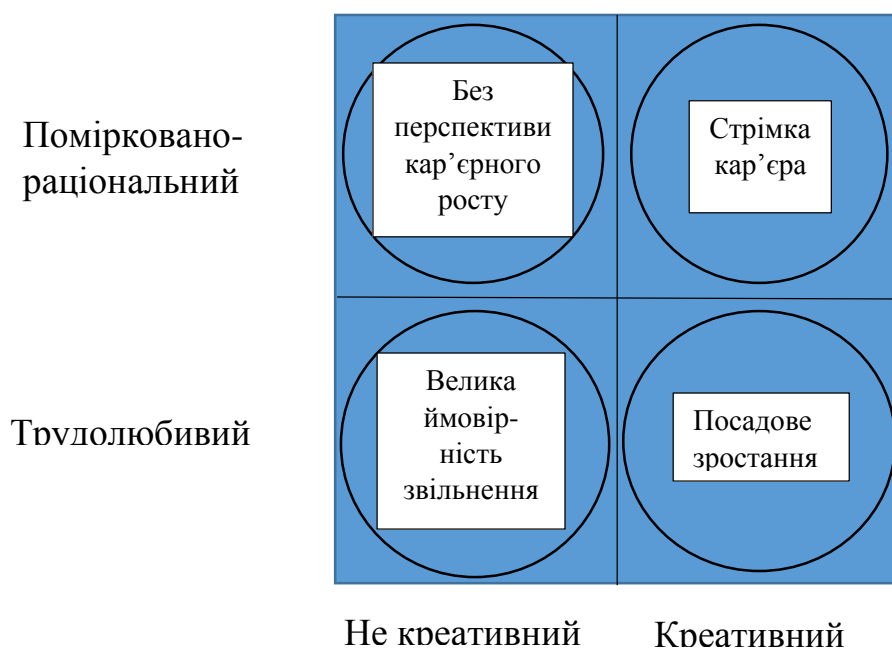 Помірковано-
раціональний
Без
перспективи
кар’єрного
росту
Стрімка
кар’єра
Трудолюбивий
Велика
ймовір-
ність
звільнення
Посадове
зростання
Не креативний
Креативний